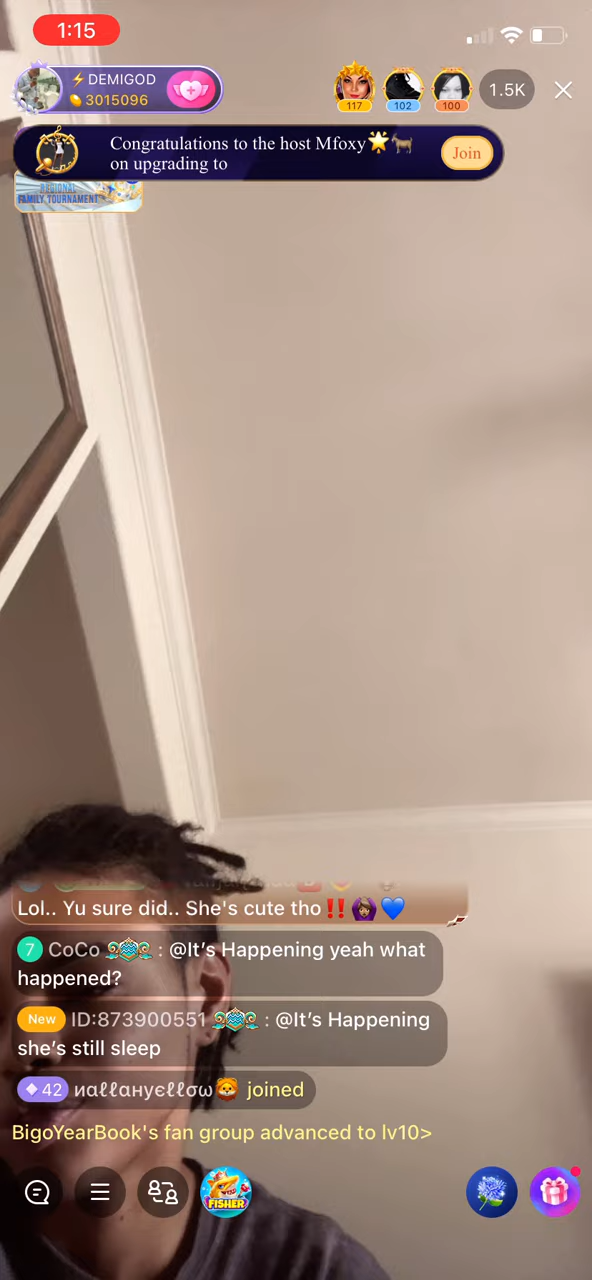 1:15
⚡DEMIGOD
3015096
117
102
100
1.5K
Congratulations to the host Mfoxy🌟🐐
on upgrading to
Join
FAMILY TOURNAMENT
Lol.. Yu sure did.. She's cute tho‼️🙆🏽‍♀️💙
7 CoCo : @It's Happening yeah what
happened?
New ID:873900551 : @It's Happening
she's still sleep
42 иαℓℓαнуєℓℓσω🦁 joined
BigoYearBook's fan group advanced to lv10>
FISHER